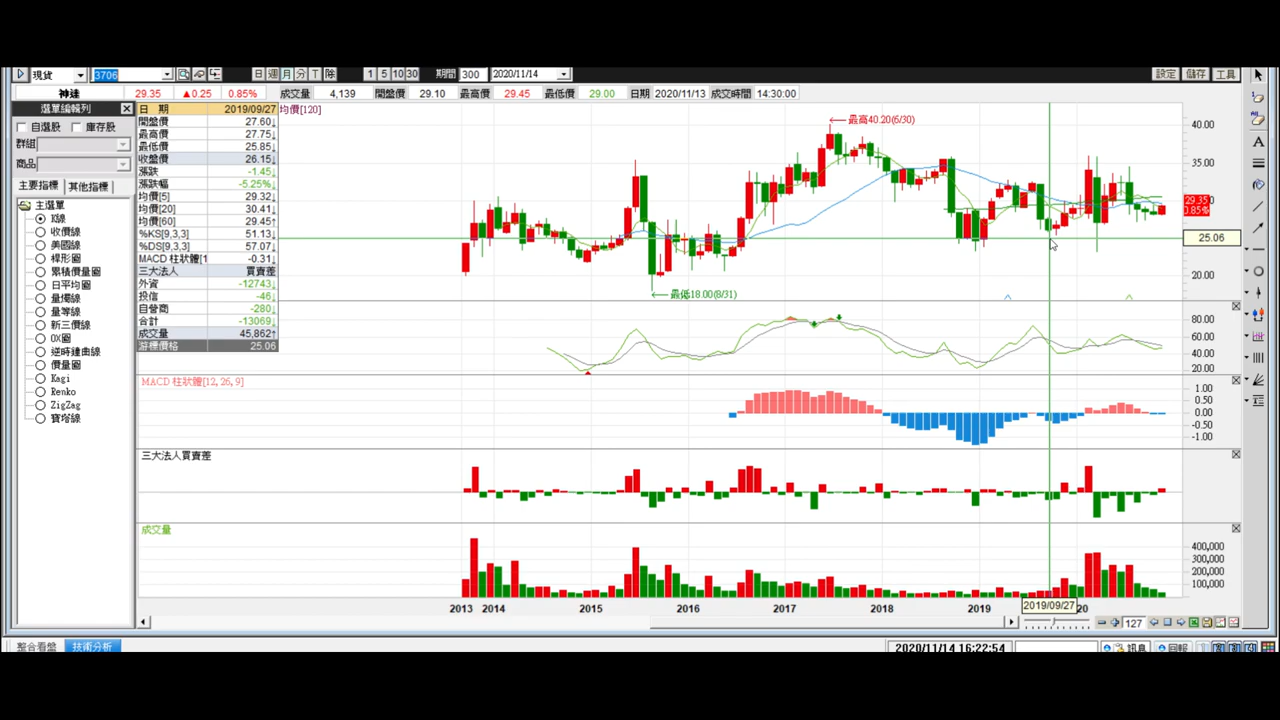 現貨 3706 日 週 月 分 T 除 1 5 10 30 期間 300 2020/11/14 設定 儲存 工具
神達 29.35 ▲0.25 0.85% 成交量 4,139 開盤價 29.10 最高價 29.45 最低價 29.00 日期 2020/11/13 成交時間 14:30:00
選單編輯列
自選股 庫存股
群組
商品
主要指標 其他指標
主選單
K線
收價線
美國線
桿形圖
累積價量圖
日平均圖
量燭線
量等線
新三價線
OX圖
逆時鐘曲線
價量圖
Kagi
Renko
ZigZag
寶塔線
日 期 2019/09/27
開盤價 27.60↓
最高價 27.75↓
最低價 25.85↓
收盤價 26.15↓
漲跌 -1.45↓
漲跌幅 -5.25%↓
均價[5] 29.32↓
均價[20] 30.41↓
均價[60] 29.45↑
%KS[9,3,3] 51.13↓
%DS[9,3,3] 57.07↓
MACD 柱狀體[1 -0.31↓
三大法人 買賣差
外資 -12743↓
投信 -46↓
自營商 -280↓
合計 -13069↓
成交量 45,862↑
游標價格 25.06
均價[120]
最高40.20(6/30)
最低18.00(8/31)
40.00
35.00
29.35
0.85%
25.06
20.00
80.00
60.00
40.00
20.00
MACD 柱狀體[12,26,9]
1.00
0.50
0.00
-0.50
-1.00
三大法人買賣差
成交量
400,000
300,000
200,000
100,000
2013 2014 2015 2016 2017 2018 2019 2019/09/27 20
127
整合看盤 技術分析 2020/11/14 16:22:54 訊息 回報